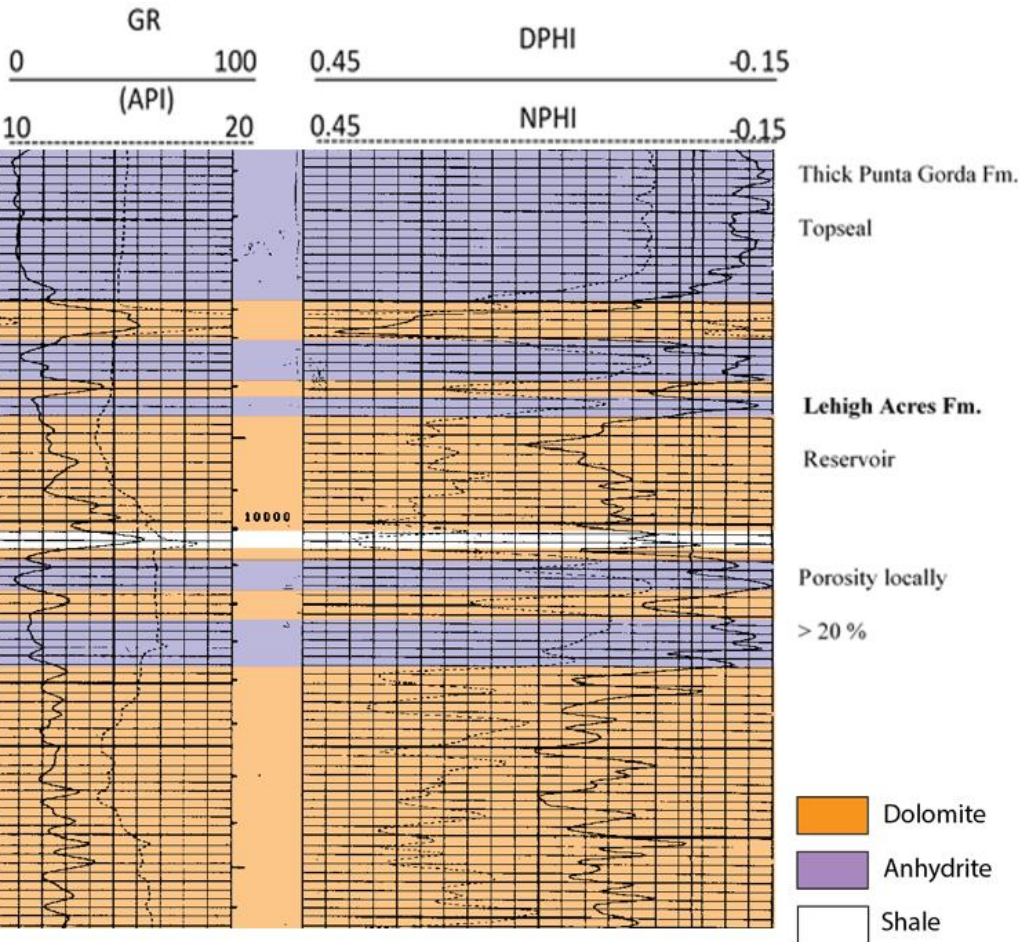 GR
0 100
(API)
10 20
DPHI
0.45 -0.15
NPHI
0.45 -0.15
Thick Punta Gorda Fm.
Topseal
Lehigh Acres Fm.
Reservoir
10000
Porosity locally
> 20 %
Dolomite
Anhydrite
Shale